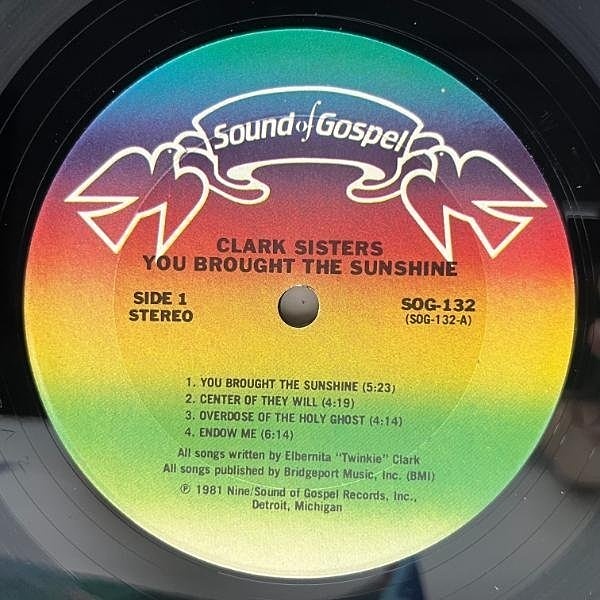 Sound of Gospel
CLARK SISTERS
YOU BROUGHT THE SUNSHINE
SIDE 1
STEREO
SOG-132
(SOG-132-A)
1. YOU BROUGHT THE SUNSHINE (5:23)
2. CENTER OF THEY WILL (4:19)
3. OVERDOSE OF THE HOLY GHOST (4:14)
4. ENDOW ME (6:14)
All songs written by Elbernita "Twinkie" Clark
All songs published by Bridgeport Music, Inc. (BMI)
℗ 1981 Nine/Sound of Gospel Records, Inc.,
Detroit, Michigan